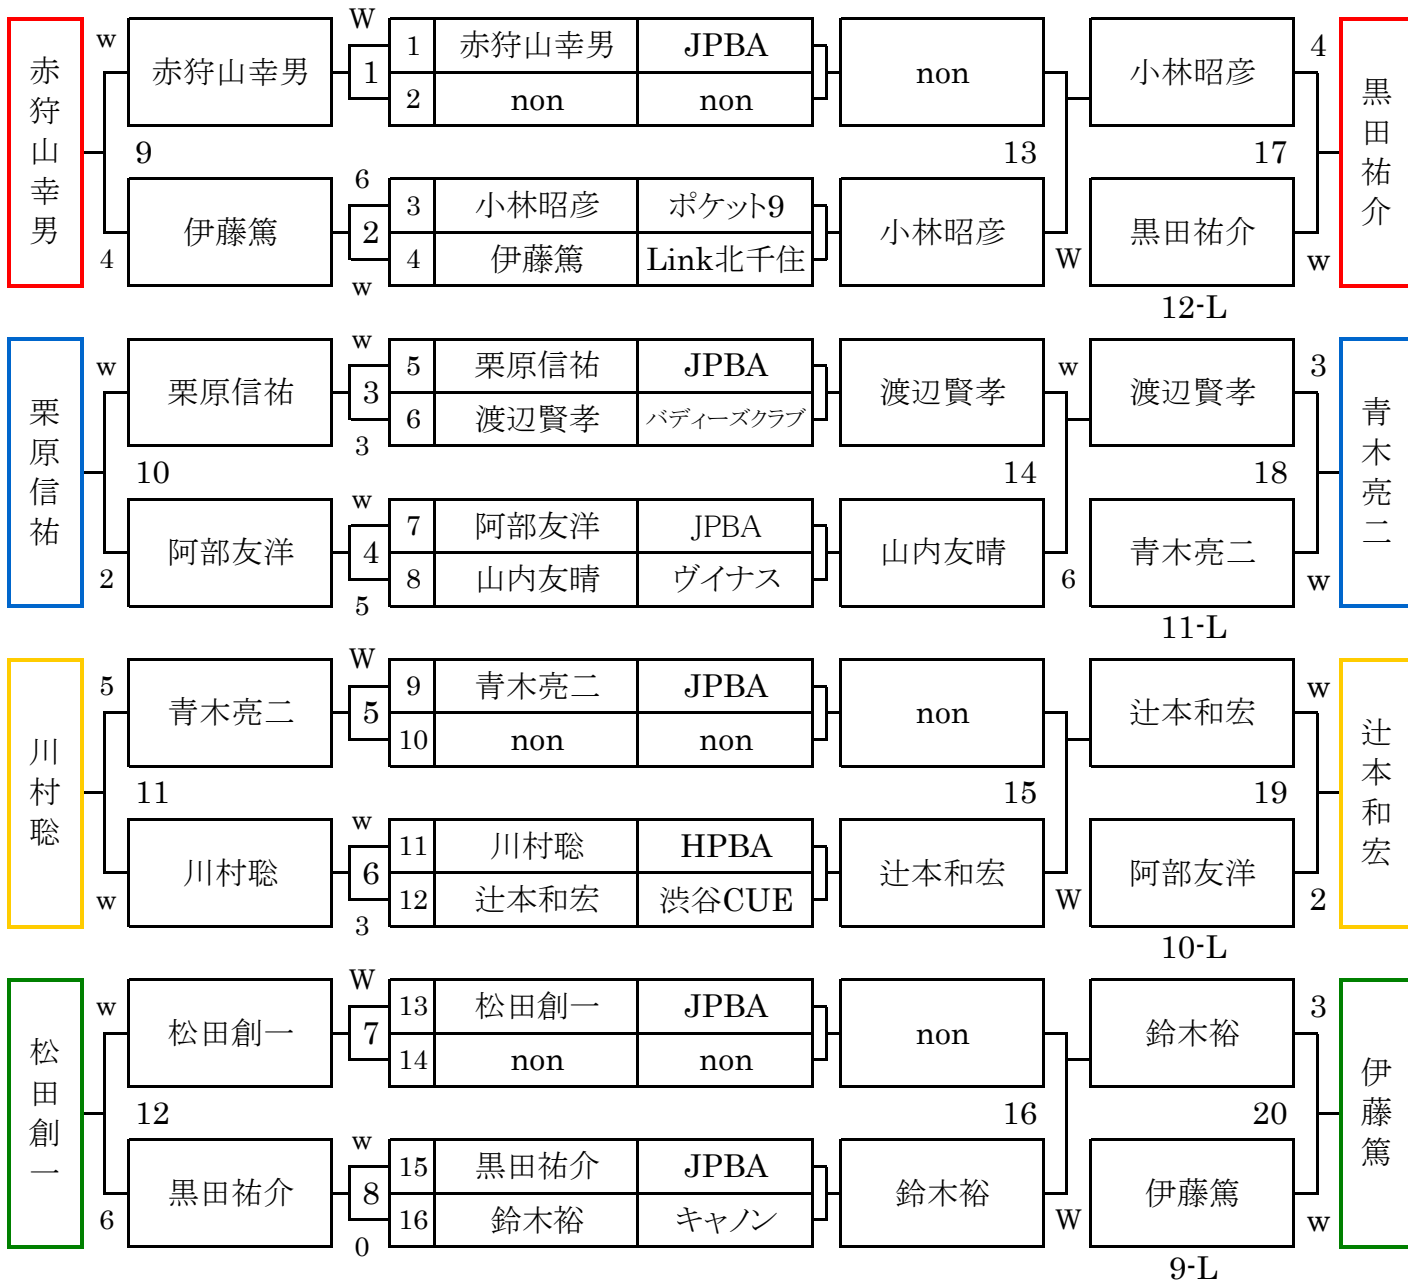 赤狩山幸男
w
赤狩山幸男
9
伊藤篤
4
W
1
1 赤狩山幸男 JPBA
2 non non
6
2
3 小林昭彦 ポケット9
4 伊藤篤 Link北千住
w
non
13
小林昭彦
W
小林昭彦
17
黒田祐介
12-L
4
w
黒田祐介
栗原信祐
w
栗原信祐
10
阿部友洋
2
w
3
5 栗原信祐 JPBA
6 渡辺賢孝 バディーズクラブ
3
w
4
7 阿部友洋 JPBA
8 山内友晴 ヴイナス
5
渡辺賢孝
14
山内友晴
w
6
渡辺賢孝
18
青木亮二
11-L
3
w
青木亮二
川村聡
5
青木亮二
11
川村聡
w
W
5
9 青木亮二 JPBA
10 non non
w
6
11 川村聡 HPBA
12 辻本和宏 渋谷CUE
3
non
15
辻本和宏
W
辻本和宏
19
阿部友洋
10-L
w
2
辻本和宏
松田創一
w
松田創一
12
黒田祐介
6
W
7
13 松田創一 JPBA
14 non non
w
8
15 黒田祐介 JPBA
16 鈴木裕 キャノン
0
non
16
鈴木裕
W
鈴木裕
20
伊藤篤
9-L
3
w
伊藤篤